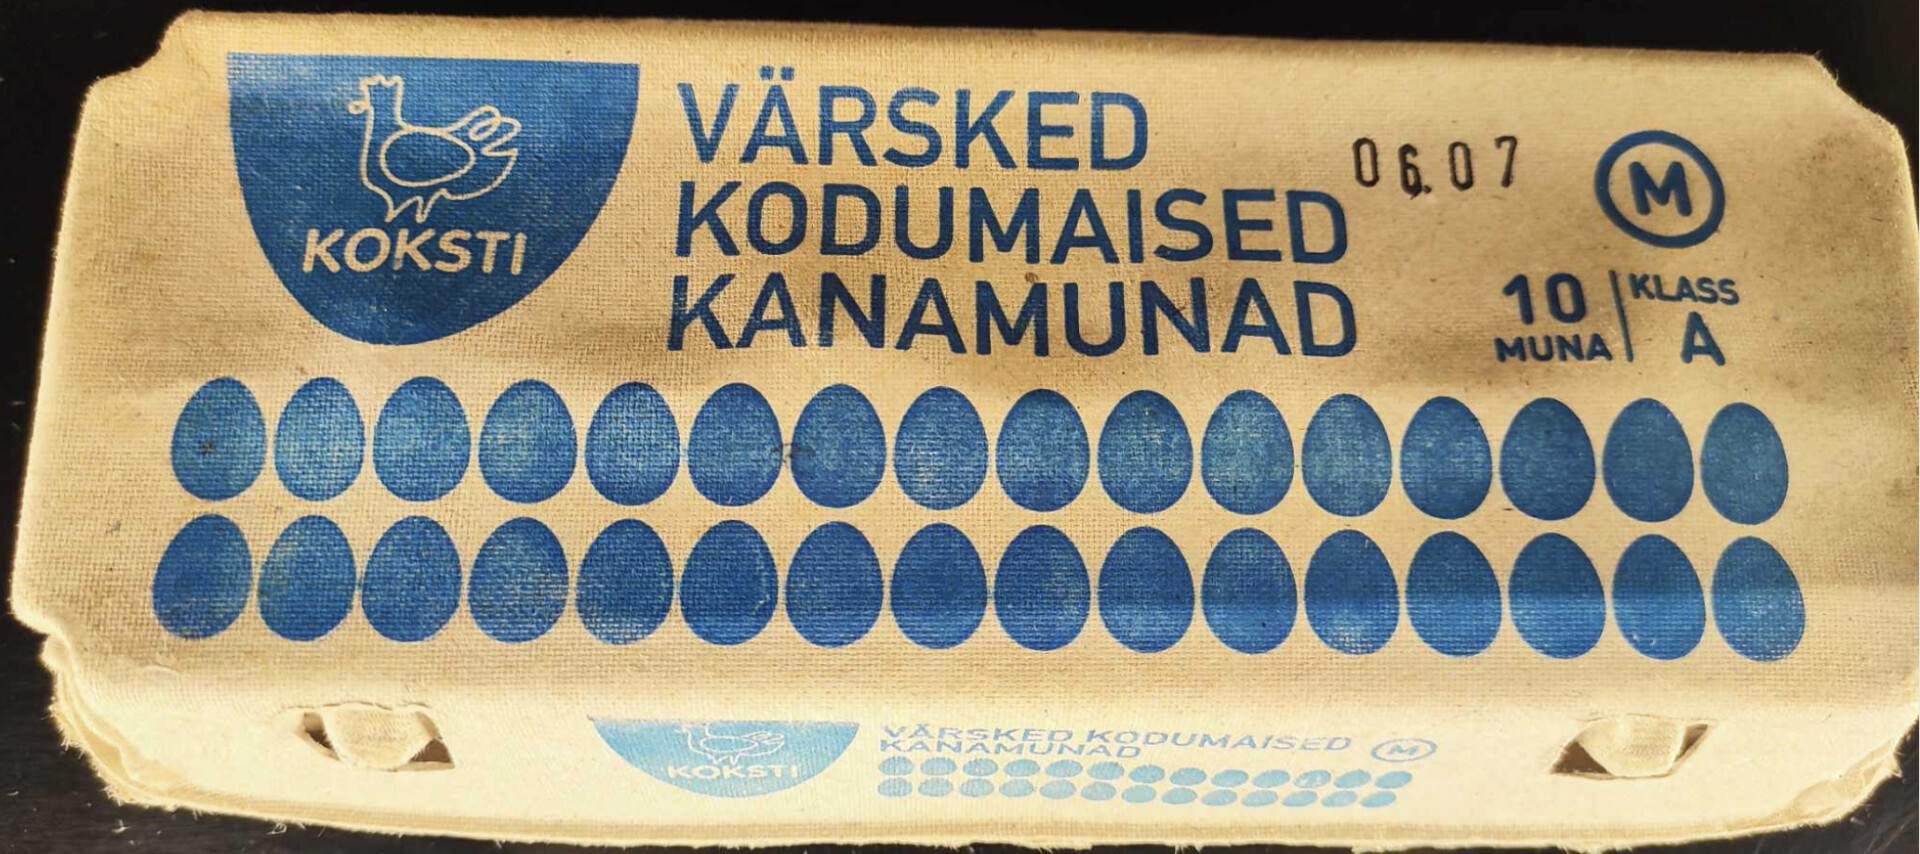 KOKSTI
VÄRSKED
KODUMAISED
KANAMUNAD
06.07
M
10
MUNA
KLASS
A
KOKSTI
VÄRSKED KODUMAISED
KANAMUNAD
M